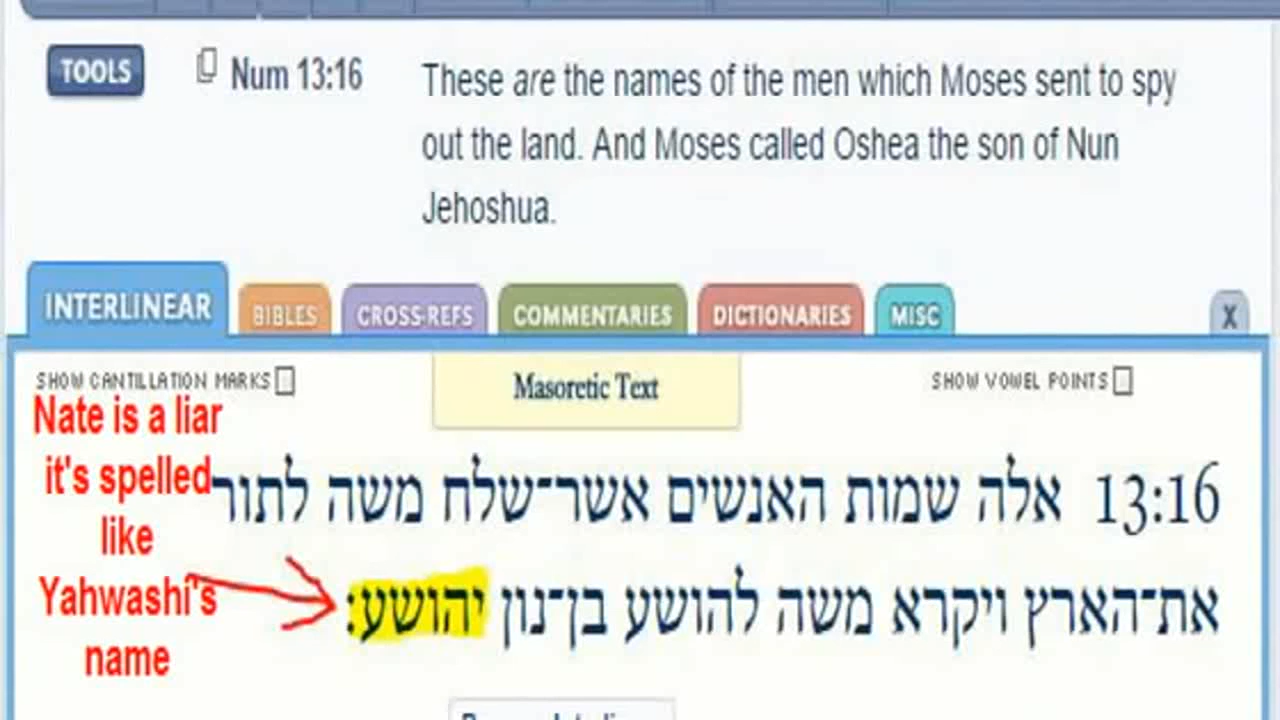 TOOLS
Num 13:16
These are the names of the men which Moses sent to spy
out the land. And Moses called Oshea the son of Nun
Jehoshua.
INTERLINEAR
BIBLES
CROSS-REFS
COMMENTARIES
DICTIONARIES
MISC
X
SHOW CANTILLATION MARKS
Masoretic Text
SHOW VOWEL POINTS
Nate is a liar
it's spelled
like
Yahwashi's
name
13:16 אלה שמות האנשים אשר־שלח משה לתור
את־הארץ ויקרא משה להושע בן־נון יהושע׃